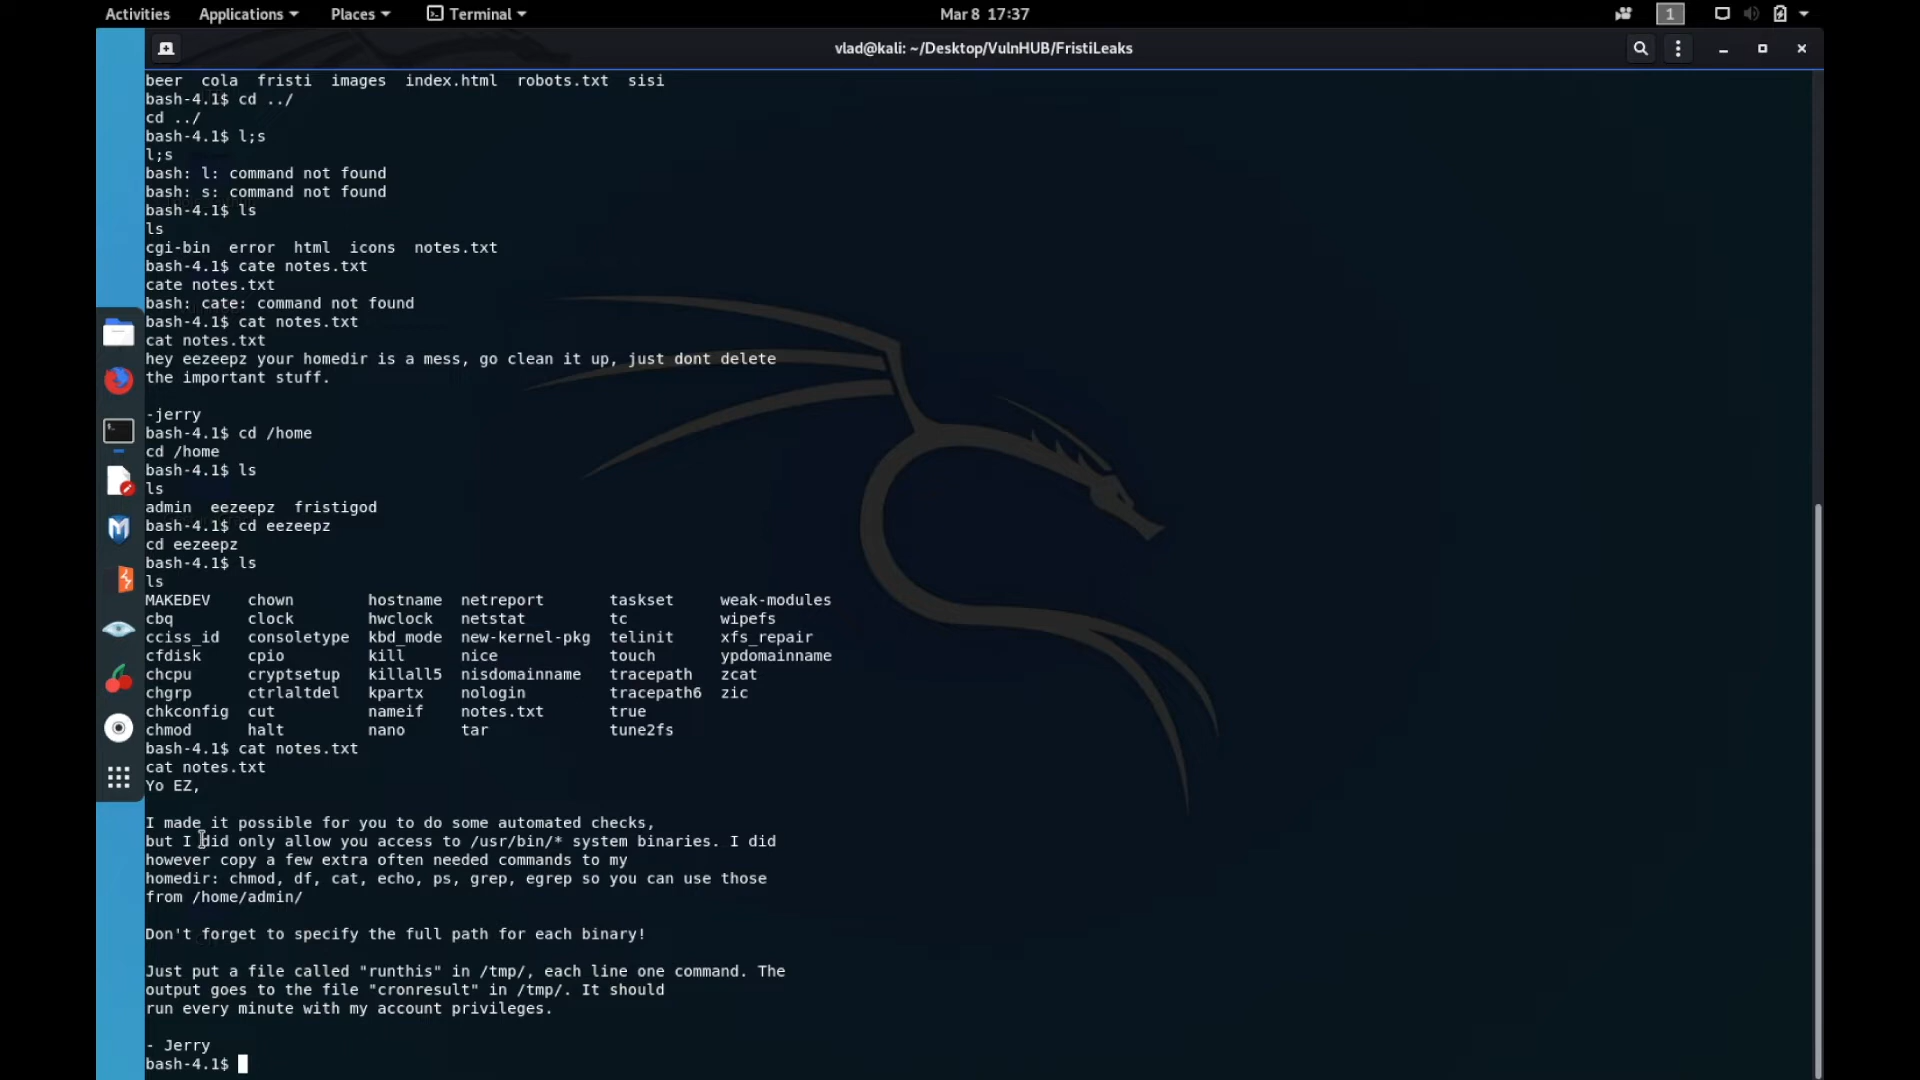 Activities Applications Places Terminal Mar 8 17:37 1
vlad@kali: ~/Desktop/VulnHUB/FristiLeaks
beer cola fristi images index.html robots.txt sisi
bash-4.1$ cd ../
cd ../
bash-4.1$ l;s
l;s
bash: l: command not found
bash: s: command not found
bash-4.1$ ls
ls
cgi-bin error html icons notes.txt
bash-4.1$ cate notes.txt
cate notes.txt
bash: cate: command not found
bash-4.1$ cat notes.txt
cat notes.txt
hey eezeepz your homedir is a mess, go clean it up, just dont delete
the important stuff.
-jerry
bash-4.1$ cd /home
cd /home
bash-4.1$ ls
ls
admin eezeepz fristigod
bash-4.1$ cd eezeepz
cd eezeepz
bash-4.1$ ls
ls
MAKEDEV chown hostname netreport taskset weak-modules
cbq clock hwclock netstat tc wipefs
cciss_id consoletype kbd_mode new-kernel-pkg telinit xfs_repair
cfdisk cpio kill nice touch ypdomainname
chcpu cryptsetup killall5 nisdomainname tracepath zcat
chgrp ctrlaltdel kpartx nologin tracepath6 zic
chkconfig cut nameif notes.txt true
chmod halt nano tar tune2fs
bash-4.1$ cat notes.txt
cat notes.txt
Yo EZ,
I made it possible for you to do some automated checks,
but I did only allow you access to /usr/bin/* system binaries. I did
however copy a few extra often needed commands to my
homedir: chmod, df, cat, echo, ps, grep, egrep so you can use those
from /home/admin/
Don't forget to specify the full path for each binary!
Just put a file called "runthis" in /tmp/, each line one command. The
output goes to the file "cronresult" in /tmp/. It should
run every minute with my account privileges.
- Jerry
bash-4.1$